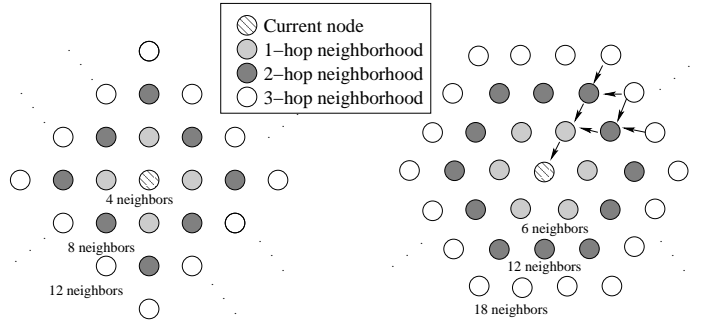 Current node
1−hop neighborhood
2−hop neighborhood
3−hop neighborhood
4 neighbors
8 neighbors
12 neighbors
6 neighbors
12 neighbors
18 neighbors